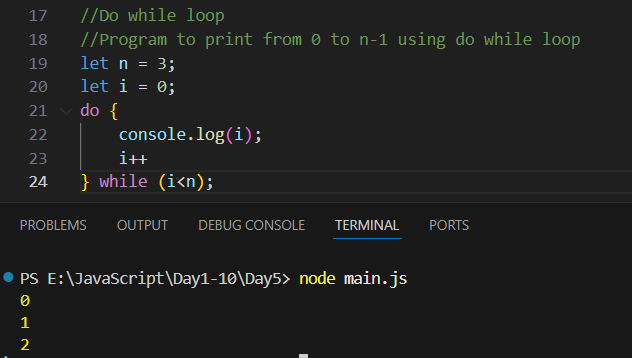 17 //Do while loop
18 //Program to print from 0 to n-1 using do while loop
19 let n = 3;
20 let i = 0;
21 do {
22 console.log(i);
23 i++
24 } while (i<n);
PROBLEMS OUTPUT DEBUG CONSOLE TERMINAL PORTS
PS E:\JavaScript\Day1-10\Day5> node main.js
0
1
2